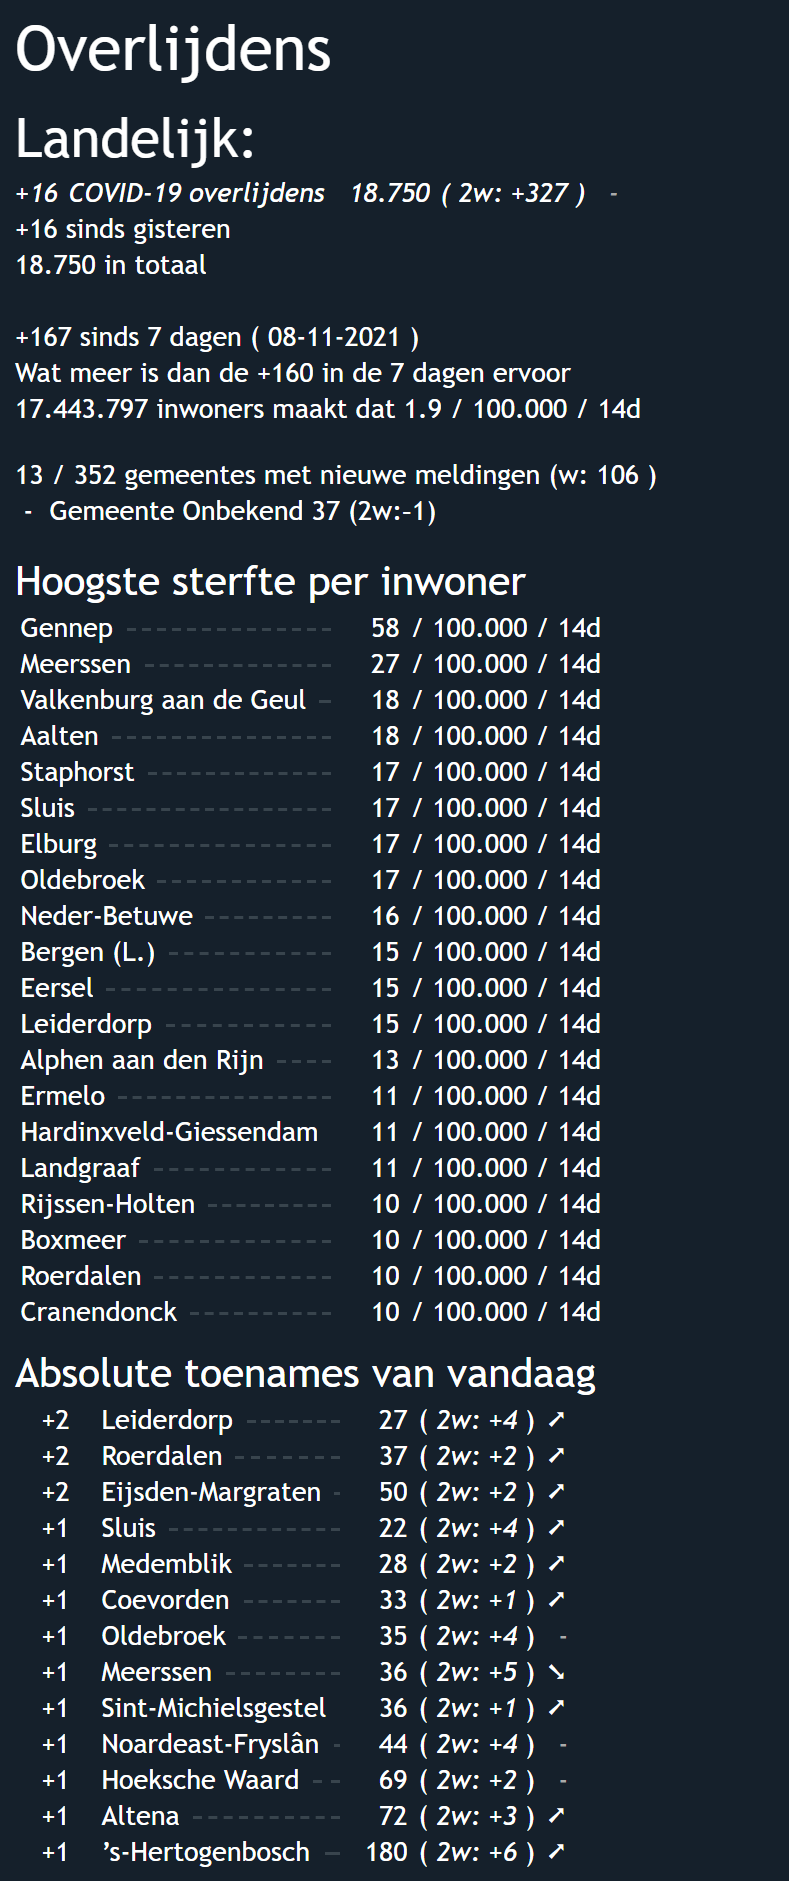 Overlijdens
Landelijk:
+16 COVID-19 overlijdens 18.750 ( 2w: +327 ) -
+16 sinds gisteren
18.750 in totaal
+167 sinds 7 dagen ( 08-11-2021 )
Wat meer is dan de +160 in de 7 dagen ervoor
17.443.797 inwoners maakt dat 1.9 / 100.000 / 14d
13 / 352 gemeentes met nieuwe meldingen (w: 106 )
- Gemeente Onbekend 37 (2w:-1)
Hoogste sterfte per inwoner
Gennep -------------- 58 / 100.000 / 14d
Meerssen ------------- 27 / 100.000 / 14d
Valkenburg aan de Geul - 18 / 100.000 / 14d
Aalten --------------- 18 / 100.000 / 14d
Staphorst ------------- 17 / 100.000 / 14d
Sluis ----------------- 17 / 100.000 / 14d
Elburg --------------- 17 / 100.000 / 14d
Oldebroek ------------ 17 / 100.000 / 14d
Neder-Betuwe --------- 16 / 100.000 / 14d
Bergen (L.) ----------- 15 / 100.000 / 14d
Eersel --------------- 15 / 100.000 / 14d
Leiderdorp ----------- 15 / 100.000 / 14d
Alphen aan den Rijn ---- 13 / 100.000 / 14d
Ermelo --------------- 11 / 100.000 / 14d
Hardinxveld-Giessendam 11 / 100.000 / 14d
Landgraaf ------------ 11 / 100.000 / 14d
Rijssen-Holten --------- 10 / 100.000 / 14d
Boxmeer ------------- 10 / 100.000 / 14d
Roerdalen ------------ 10 / 100.000 / 14d
Cranendonck ---------- 10 / 100.000 / 14d
Absolute toenames van vandaag
+2 Leiderdorp ------- 27 ( 2w: +4 ) ➚
+2 Roerdalen ------- 37 ( 2w: +2 ) ➚
+2 Eijsden-Margraten - 50 ( 2w: +2 ) ➚
+1 Sluis ------------ 22 ( 2w: +4 ) ➚
+1 Medemblik ------- 28 ( 2w: +2 ) ➚
+1 Coevorden ------- 33 ( 2w: +1 ) ➚
+1 Oldebroek ------- 35 ( 2w: +4 ) -
+1 Meerssen -------- 36 ( 2w: +5 ) ➘
+1 Sint-Michielsgestel 36 ( 2w: +1 ) ➚
+1 Noardeast-Fryslân - 44 ( 2w: +4 ) -
+1 Hoeksche Waard -- 69 ( 2w: +2 ) -
+1 Altena ----------- 72 ( 2w: +3 ) ➚
+1 ’s-Hertogenbosch - 180 ( 2w: +6 ) ➚